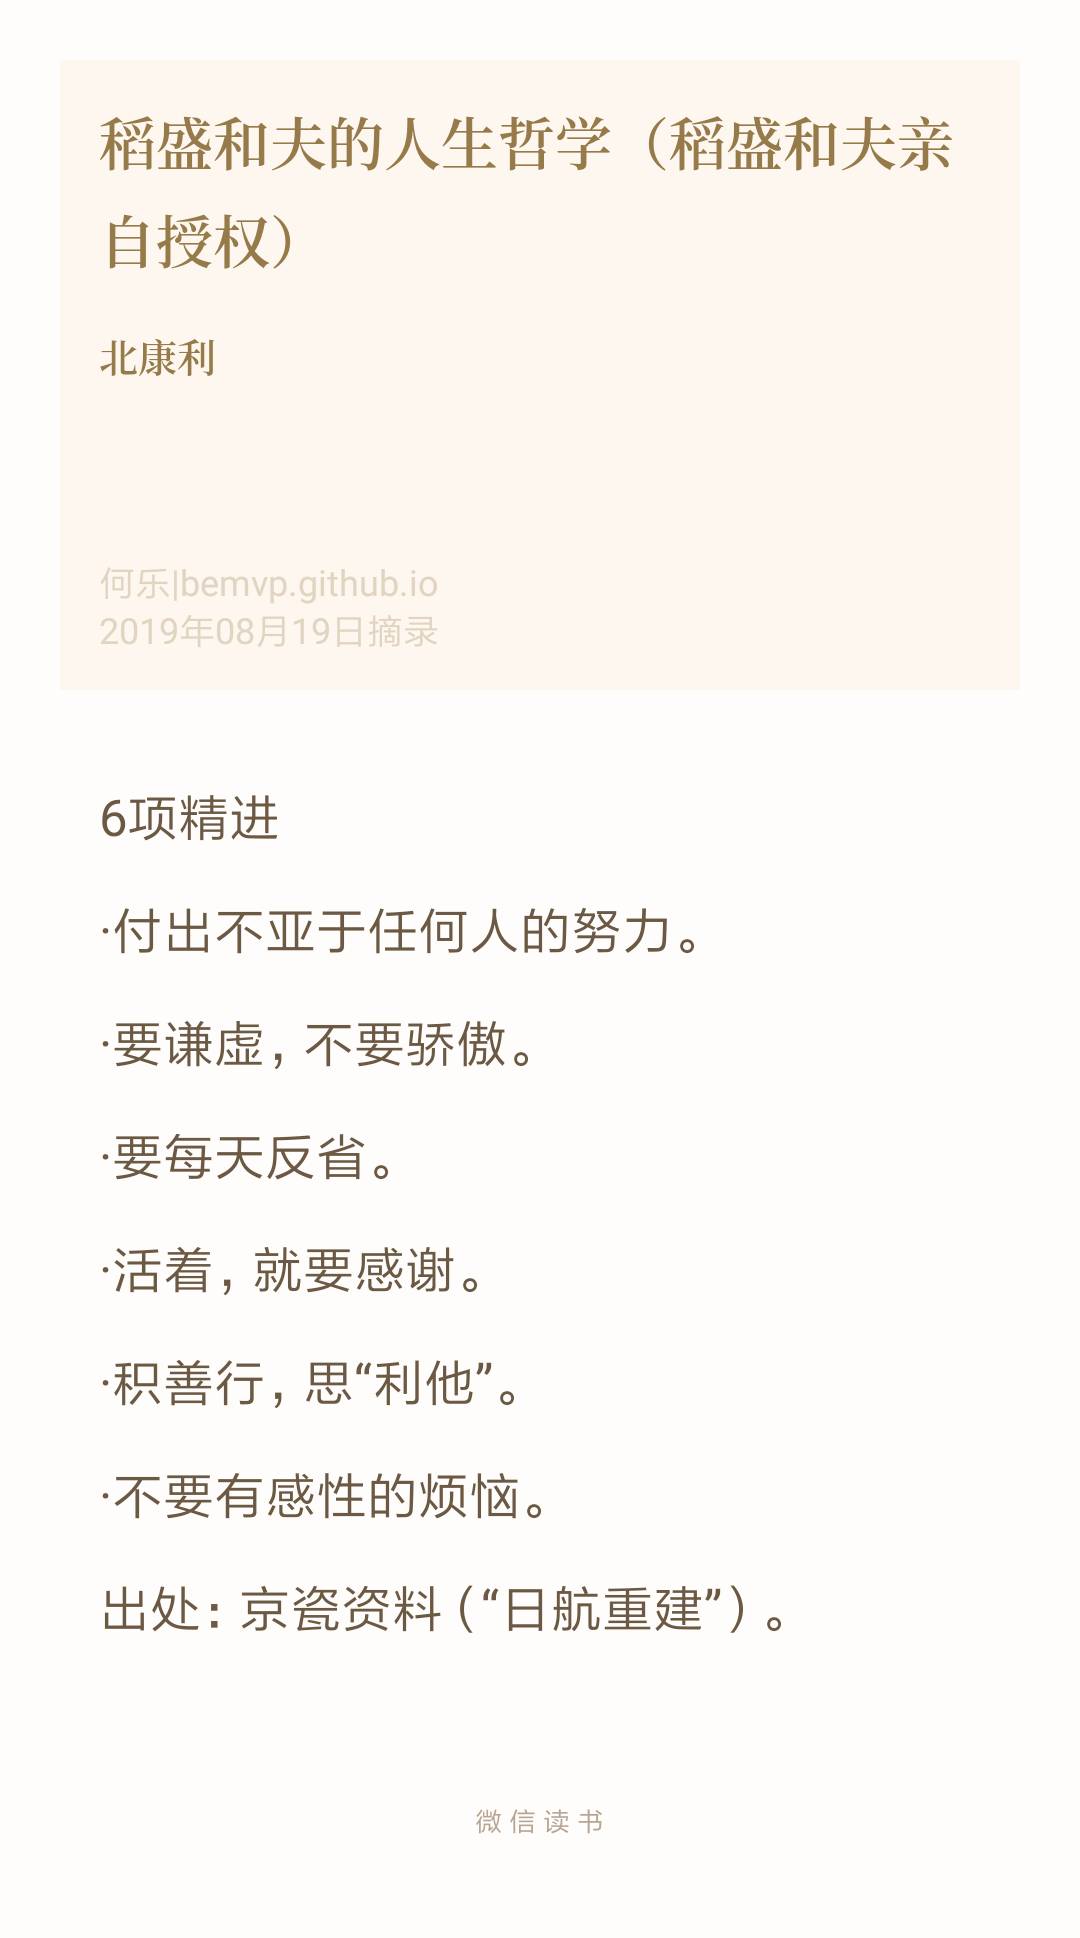 稻盛和夫的人生哲学（稻盛和夫亲
自授权）
北康利
何乐|bemvp.github.io
2019年08月19日摘录
6项精进
·付出不亚于任何人的努力。
·要谦虚，不要骄傲。
·要每天反省。
·活着，就要感谢。
·积善行，思“利他”。
·不要有感性的烦恼。
出处：京瓷资料（“日航重建”）。
微信读书